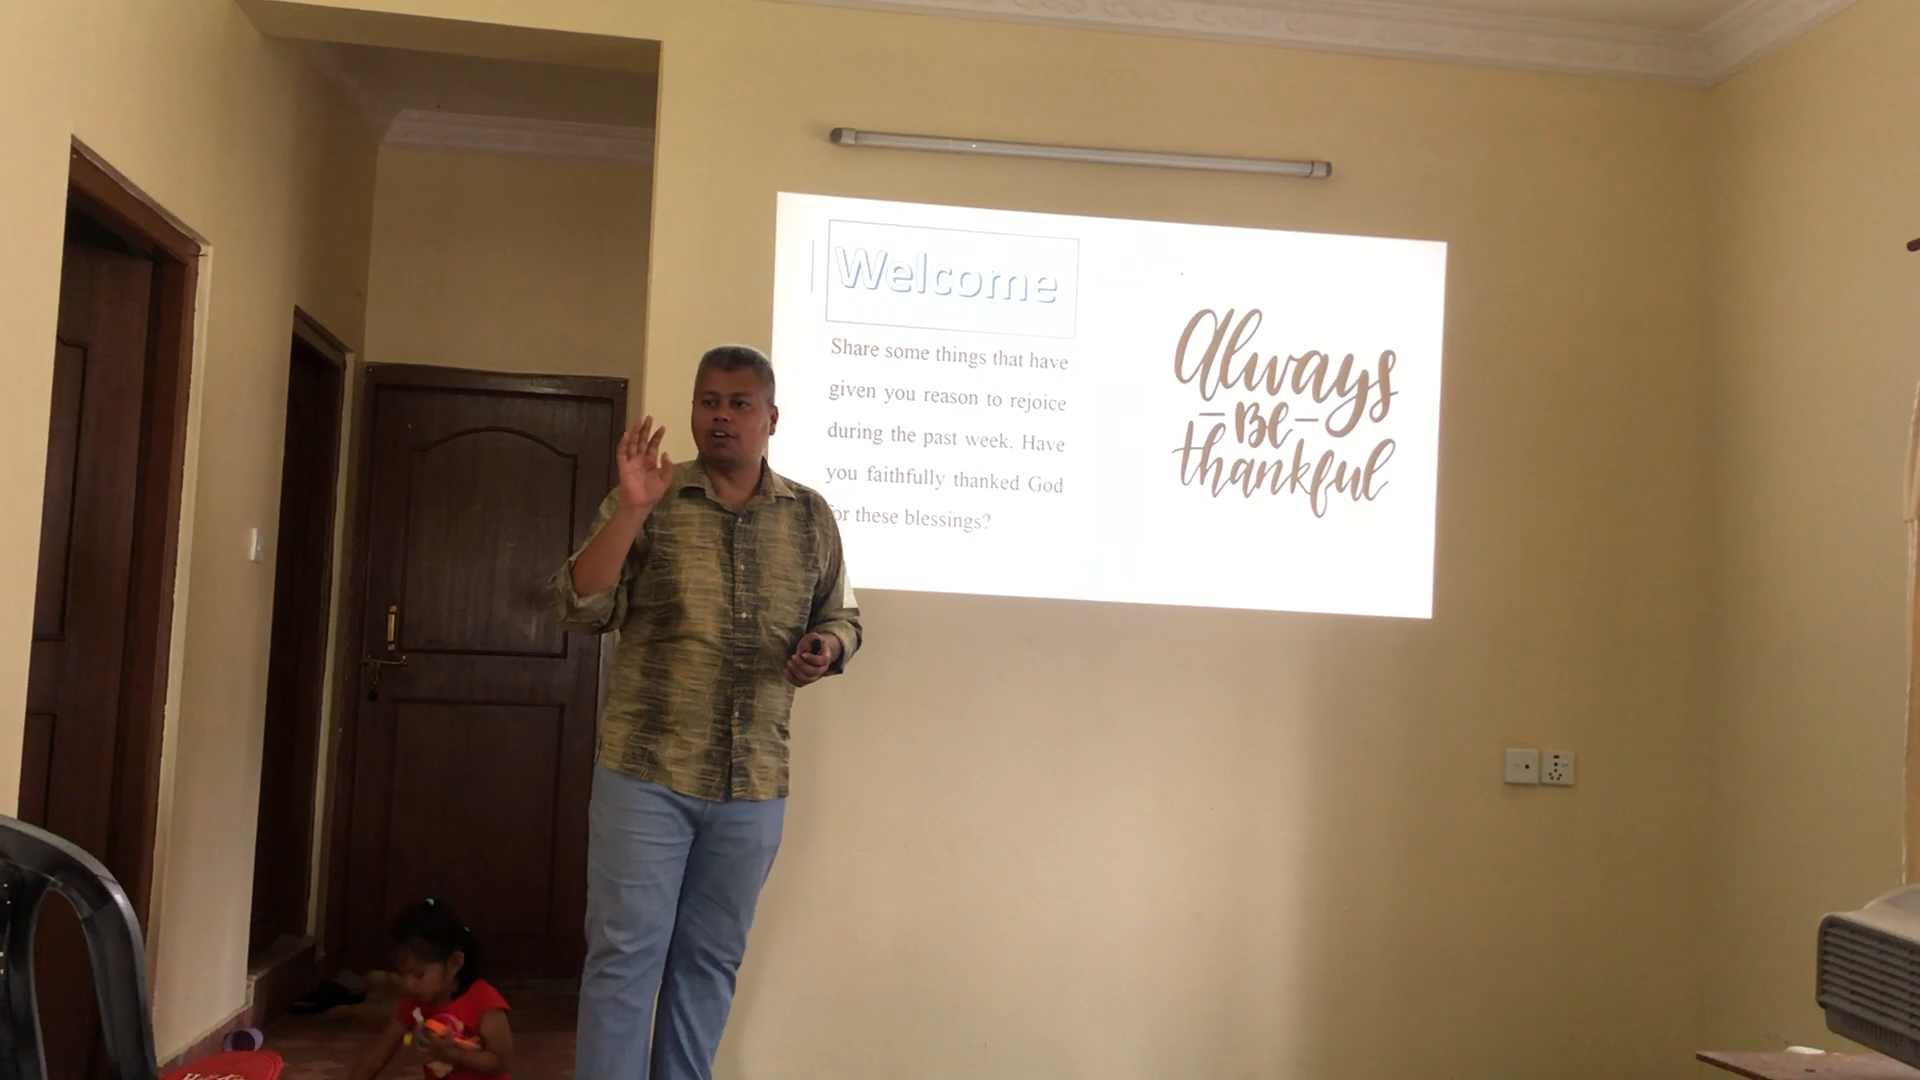 Welcome
Share some things that have
given you reason to rejoice
during the past week. Have
you faithfully thanked God
for these blessings?
Always
-Be-
thankful